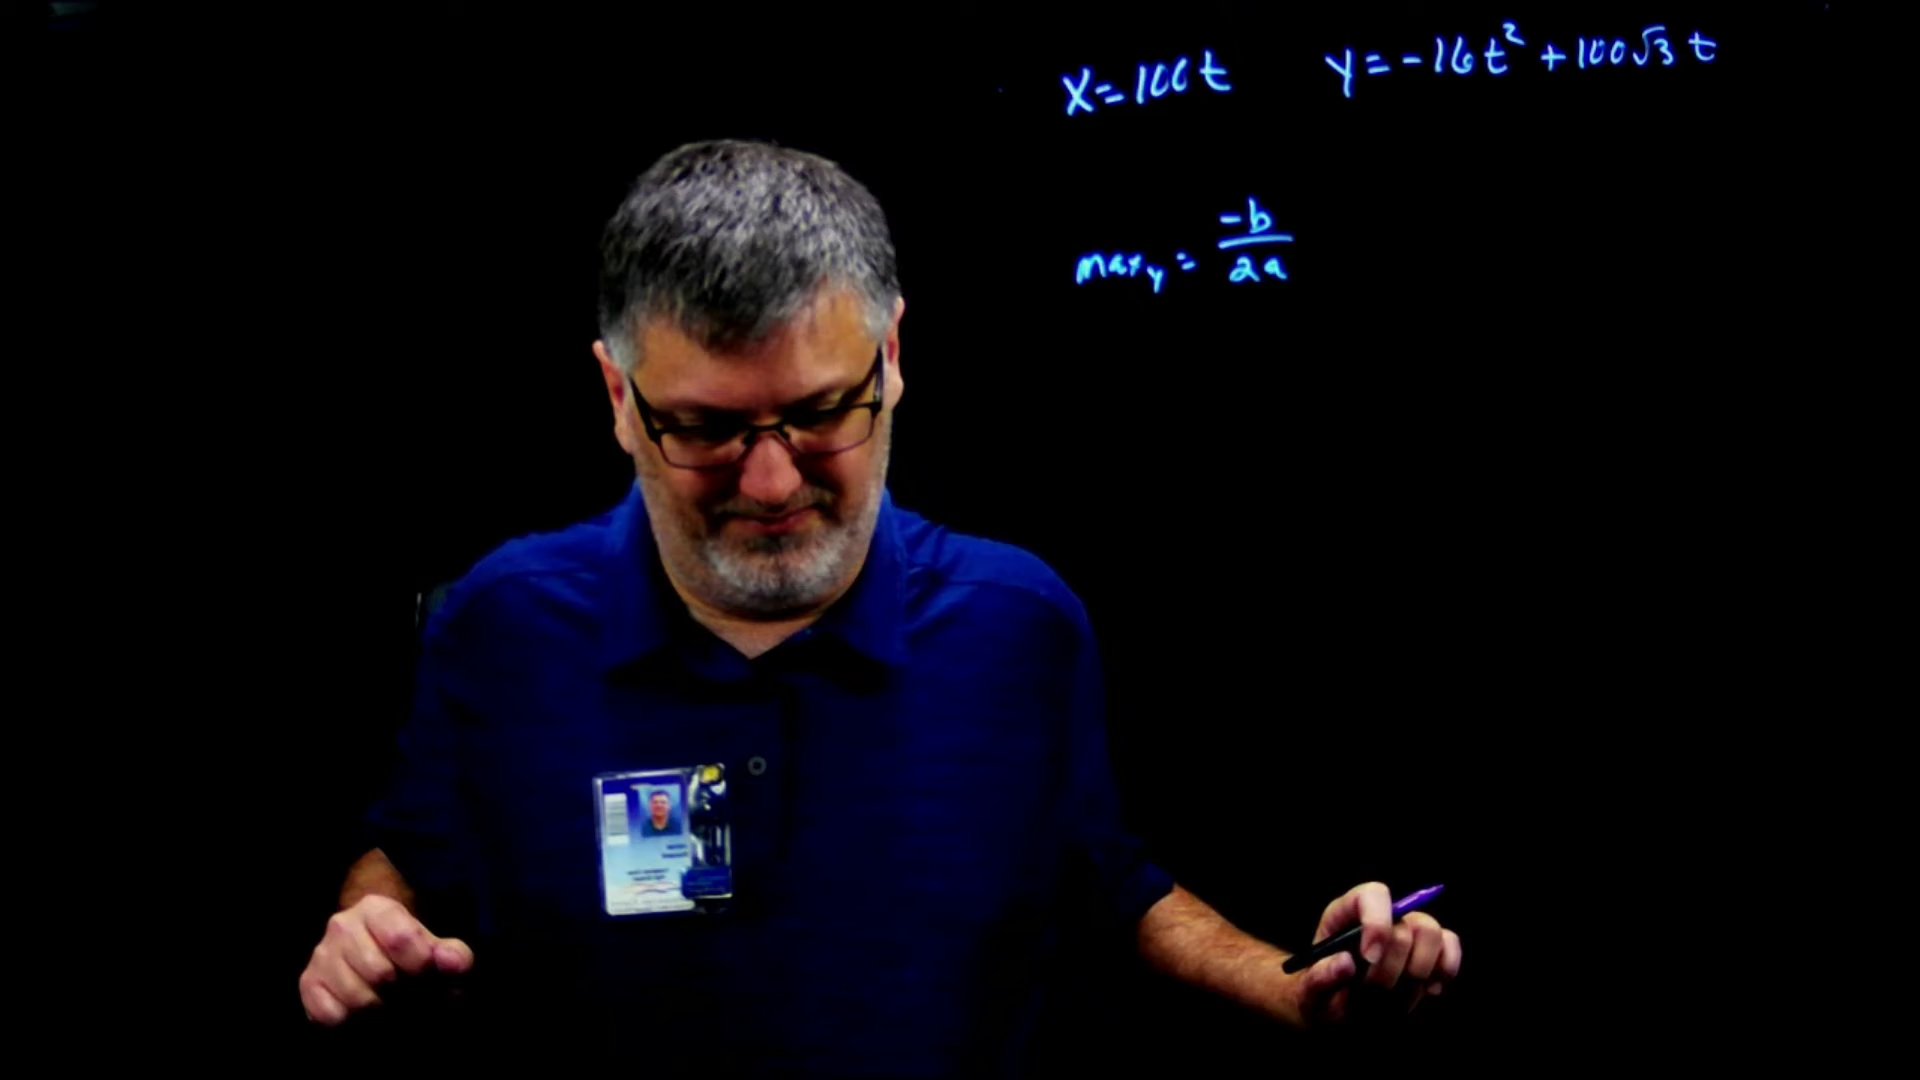 x=100t y=-16t²+100√3 t
max_y = -b/2a